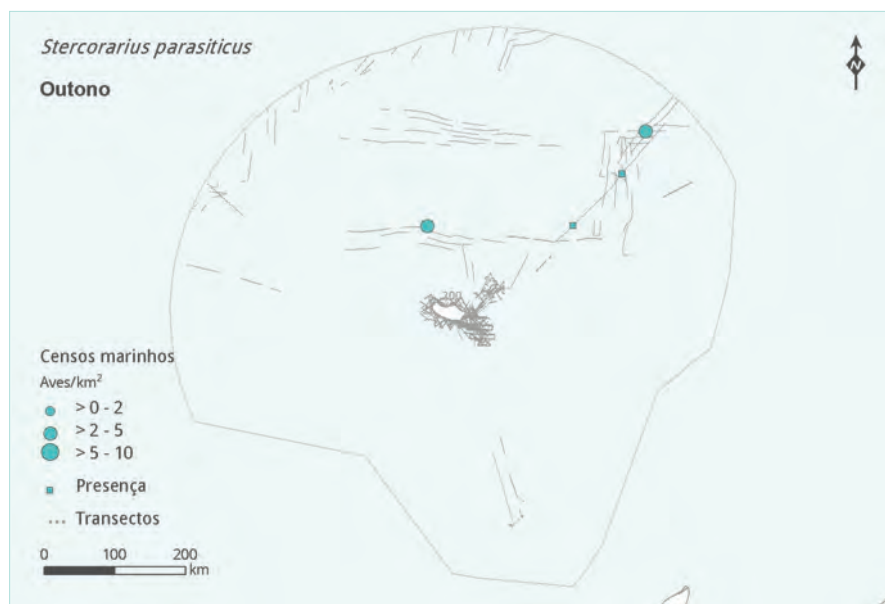 Stercorarius parasiticus
Outono
N
200
Censos marinhos
Aves/km²
> 0 - 2
> 2 - 5
> 5 - 10
Presença
Transectos
0 100 200
km